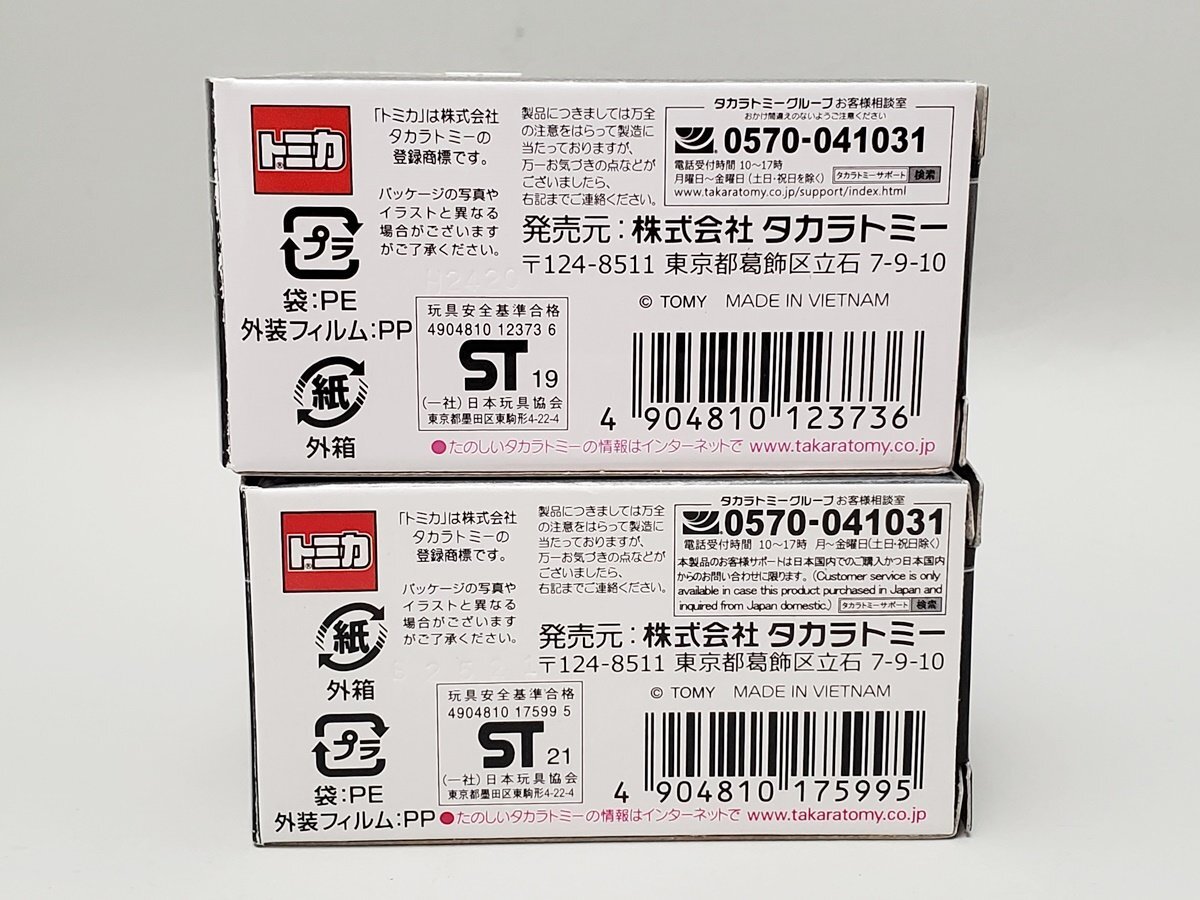 トミカ
「トミカ」は株式会社
タカラトミーの
登録商標です。
パッケージの写真や
イラストと異なる
場合がございます
がご了承ください。
製品につきましては万全
の注意をはらって製造に
当たっておりますが、
万一お気づきの点などが
ございましたら、
右記までご連絡ください。
タカラトミーグループお客様相談室
おかけ間違えのないようご注意ください
0570-041031
電話受付時間 10〜17時
月曜日〜金曜日(土日・祝日を除く) タカラトミーサポート 検索
www.takaratomy.co.jp/support/index.html
発売元:株式会社 タカラトミー
〒124-8511 東京都葛飾区立石 7-9-10
© TOMY MADE IN VIETNAM
プラ
袋:PE
外装フィルム:PP
紙
外箱
玩具安全基準合格
4904810 12373 6
ST 19
(一社)日本玩具協会
東京都墨田区東駒形4-22-4
4 904810 123736
●たのしいタカラトミーの情報はインターネットで www.takaratomy.co.jp
トミカ
「トミカ」は株式会社
タカラトミーの
登録商標です。
パッケージの写真や
イラストと異なる
場合がございます
がご了承ください。
製品につきましては万全
の注意をはらって製造に
当たっておりますが、
万一お気づきの点などが
ございましたら、
右記までご連絡ください。
タカラトミーグループお客様相談室
0570-041031
電話受付時間 10〜17時 月〜金曜日(土日・祝日除く)
本製品のお客様サポートは日本国内でのご購入かつ日本国内
からのお問い合わせに限ります。(Customer service is only
available in case this product purchased in Japan and
inquired from Japan domestic.) タカラトミーサポート 検索
発売元:株式会社 タカラトミー
〒124-8511 東京都葛飾区立石 7-9-10
© TOMY MADE IN VIETNAM
紙
外箱
プラ
袋:PE
外装フィルム:PP
玩具安全基準合格
4904810 17599 5
ST 21
(一社)日本玩具協会
東京都墨田区東駒形4-22-4
4 904810 175995
●たのしいタカラトミーの情報はインターネットで www.takaratomy.co.jp